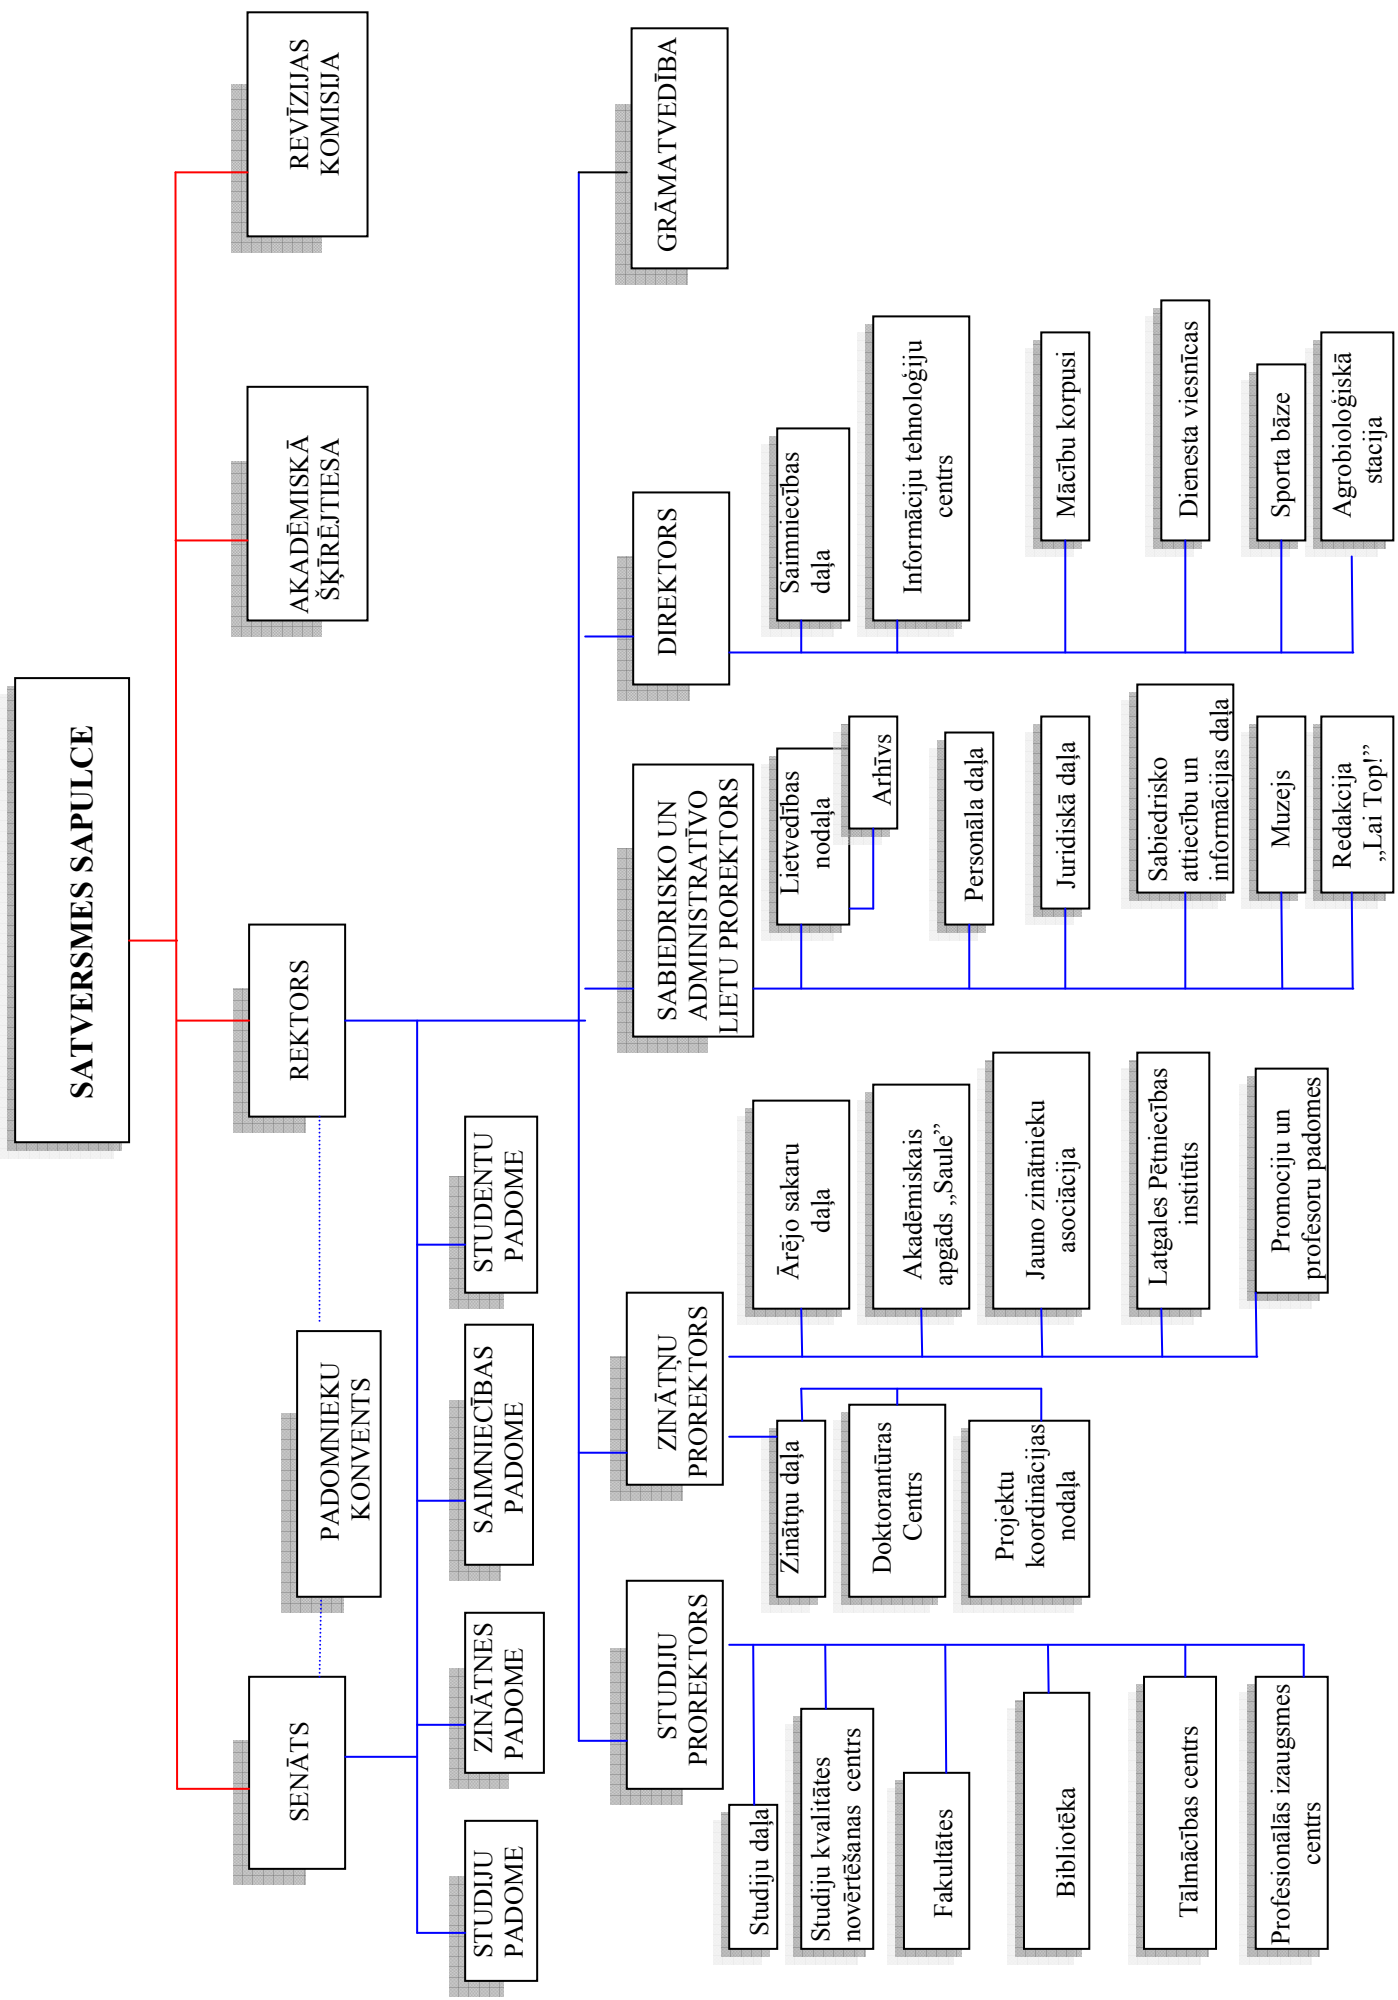 SATVERSMES SAPULCE
SENĀTS
PADOMNIEKU
KONVENTS
REKTORS
AKADĒMISKĀ
ŠĶĪRĒJTIESA
REVĪZIJAS
KOMISIJA
STUDIJU
PADOME
ZINĀTNES
PADOME
SAIMNIECĪBAS
PADOME
STUDENTU
PADOME
STUDIJU
PROREKTORS
ZINĀTŅU
PROREKTORS
SABIEDRISKO UN
ADMINISTRATĪVO
LIETU PROREKTORS
DIREKTORS
GRĀMATVEDĪBA
Studiju daļa
Studiju kvalitātes
novērtēšanas centrs
Fakultātes
Bibliotēka
Tālmācības centrs
Profesionālās izaugsmes
centrs
Zinātņu daļa
Doktorantūras
Centrs
Projektu
koordinācijas
nodaļa
Ārējo sakaru
daļa
Akadēmiskais
apgāds „Saule”
Jauno zinātnieku
asociācija
Latgales Pētniecības
institūts
Promociju un
profesoru padomes
Lietvedības
nodaļa
Arhīvs
Personāla daļa
Juridiskā daļa
Sabiedrisko
attiecību un
informācijas daļa
Muzejs
Redakcija
„Lai Top!”
Saimniecības
daļa
Informāciju tehnoloģiju
centrs
Mācību korpusi
Dienesta viesnīcas
Sporta bāze
Agrobioloģiskā
stacija